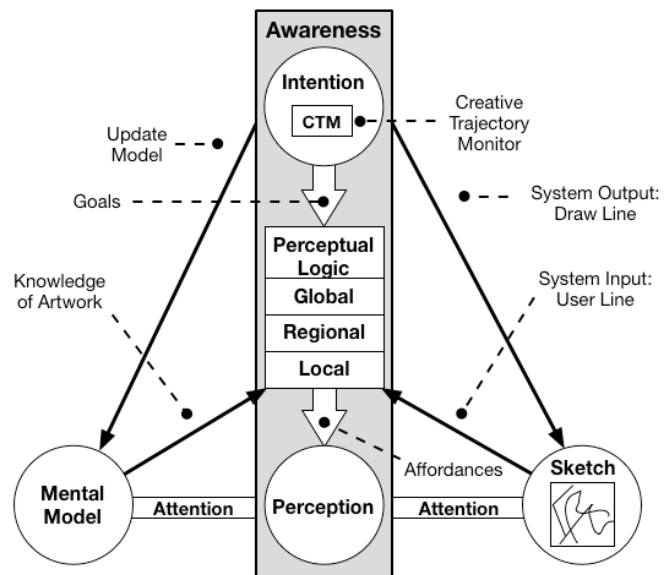 Awareness
Intention
CTM
Creative
Trajectory
Monitor
Update
Model
Goals
System Output:
Draw Line
Perceptual
Logic
Global
Regional
Local
Knowledge
of Artwork
System Input:
User Line
Affordances
Mental
Model
Attention
Perception
Attention
Sketch